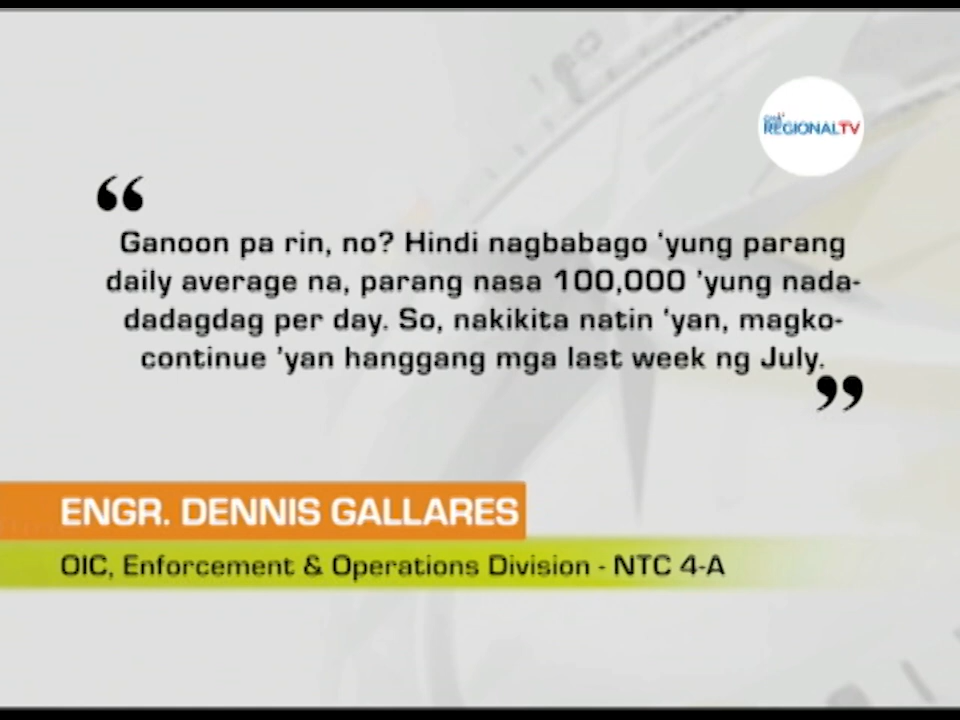 GMA REGIONALTV
“
Ganoon pa rin, no? Hindi nagbabago 'yung parang
daily average na, parang nasa 100,000 'yung nada-
dadagdag per day. So, nakikita natin 'yan, magko-
continue 'yan hanggang mga last week ng July.
”
ENGR. DENNIS GALLARES
OIC, Enforcement & Operations Division - NTC 4-A